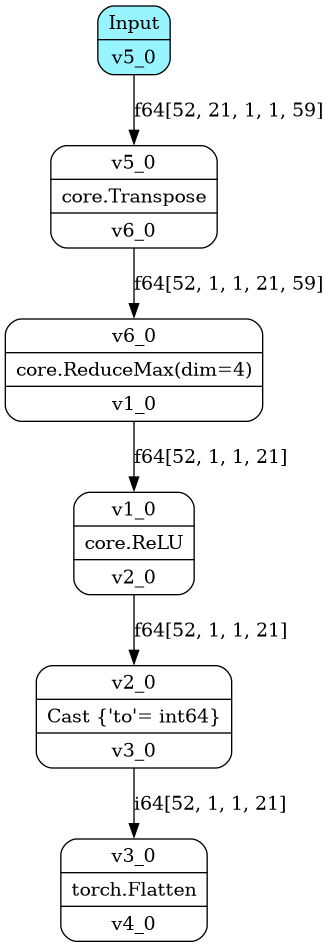 Input
v5_0
f64[52, 21, 1, 1, 59]
v5_0
core.Transpose
v6_0
f64[52, 1, 1, 21, 59]
v6_0
core.ReduceMax(dim=4)
v1_0
f64[52, 1, 1, 21]
v1_0
core.ReLU
v2_0
f64[52, 1, 1, 21]
v2_0
Cast {'to'= int64}
v3_0
i64[52, 1, 1, 21]
v3_0
torch.Flatten
v4_0